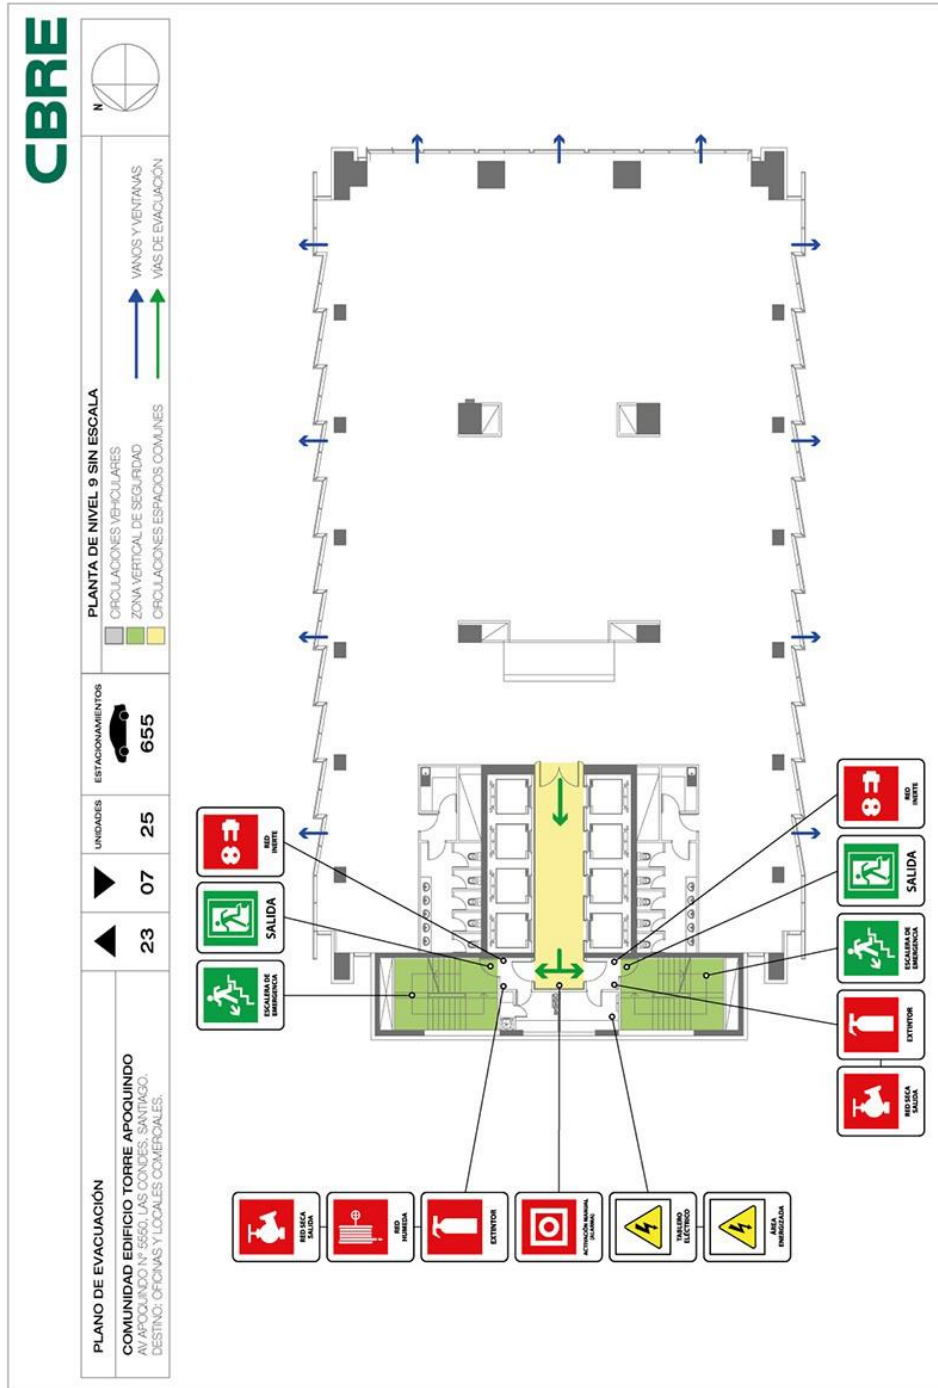 CBRE
PLANO DE EVACUACIÓN
COMUNIDAD EDIFICIO TORRE APOQUINDO
AV APOQUINDO Nº 5550, LAS CONDES, SANTIAGO.
DESTINO: OFICINAS Y LOCALES COMERCIALES.
23
07
UNIDADES
25
ESTACIONAMIENTOS
655
PLANTA DE NIVEL 9 SIN ESCALA
CIRCULACIONES VEHICULARES
ZONA VERTICAL DE SEGURIDAD
CIRCULACIONES ESPACIOS COMUNES
VANOS Y VENTANAS
VÍAS DE EVACUACIÓN
N
ESCALERA DE
EMERGENCIA
SALIDA
RED
INERTE
RED SECA
SALIDA
RED
HUMEDA
EXTINTOR
ACTIVACIÓN MANUAL
(ALARMA)
TABLERO
ELÉCTRICO
ÁREA
ENERGIZADA
RED SECA
SALIDA
EXTINTOR
ESCALERA DE
EMERGENCIA
SALIDA
RED
INERTE